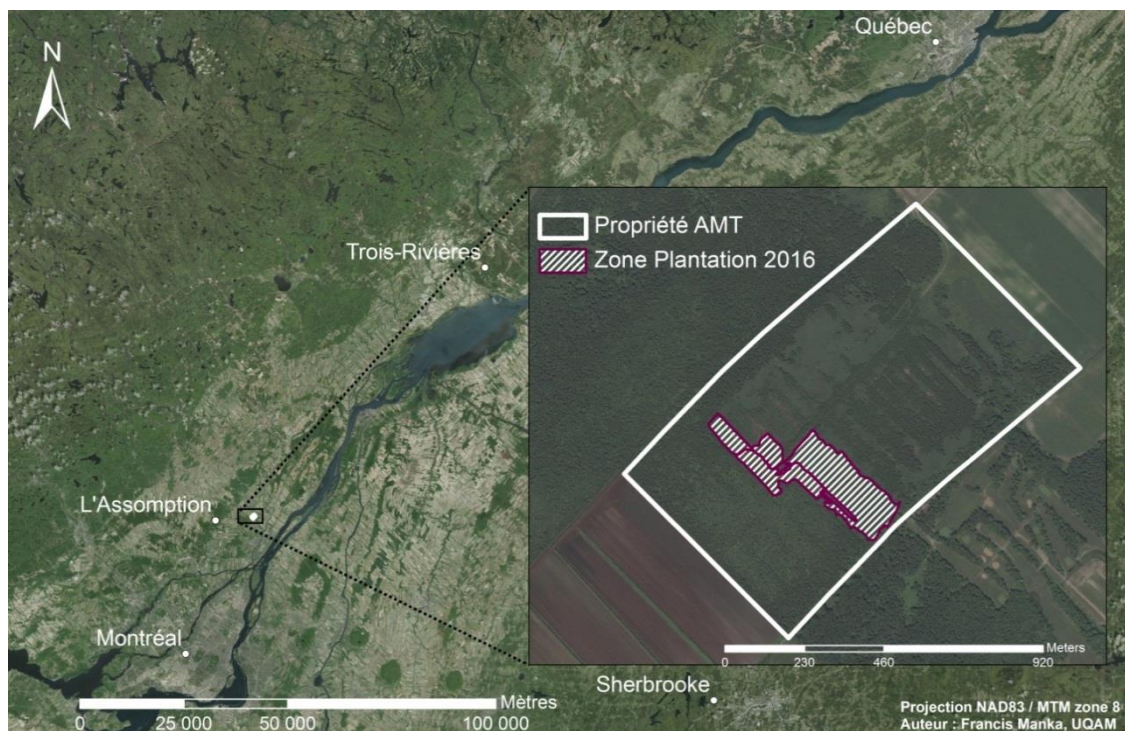 Québec
N
Propriété AMT
Zone Plantation 2016
Trois-Rivières
L'Assomption
Montréal
Meters
0 230 460 920
Sherbrooke
Mètres
0 25 000 50 000 100 000
Projection NAD83 / MTM zone 8
Auteur : Francis Manka, UQAM